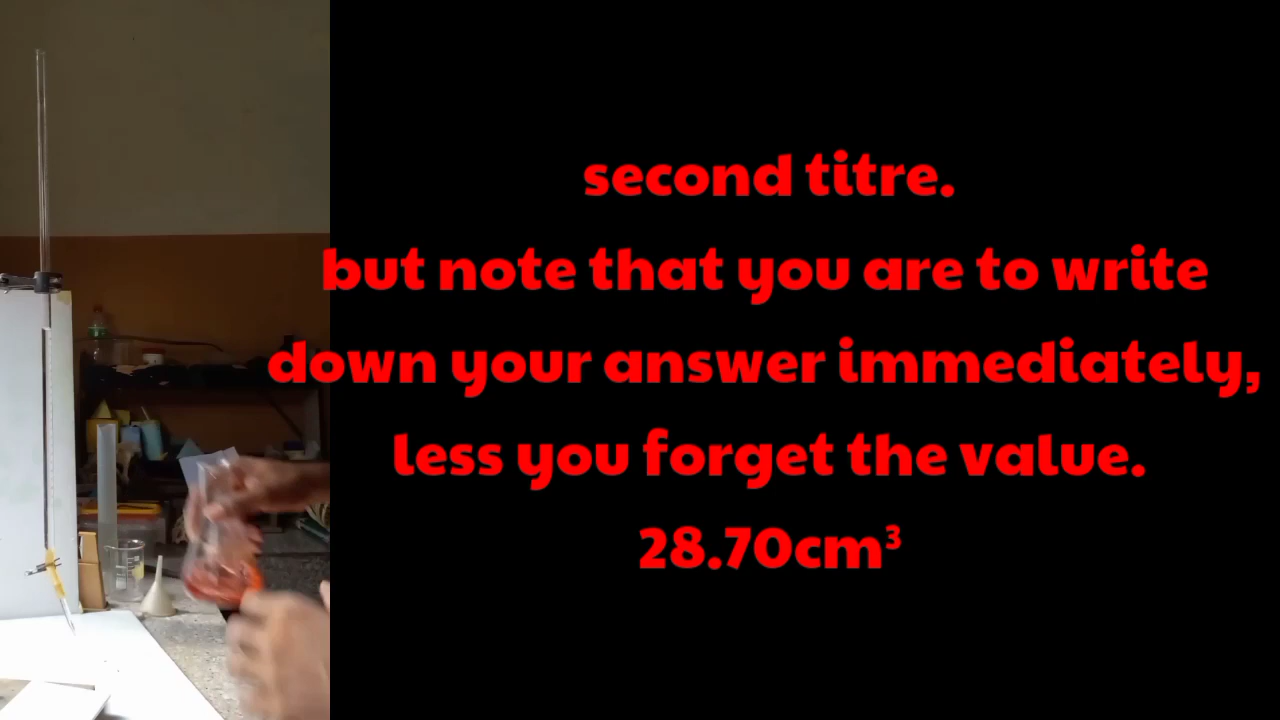 second titre.
but note that you are to write
down your answer immediately,
less you forget the value.
28.70cm³